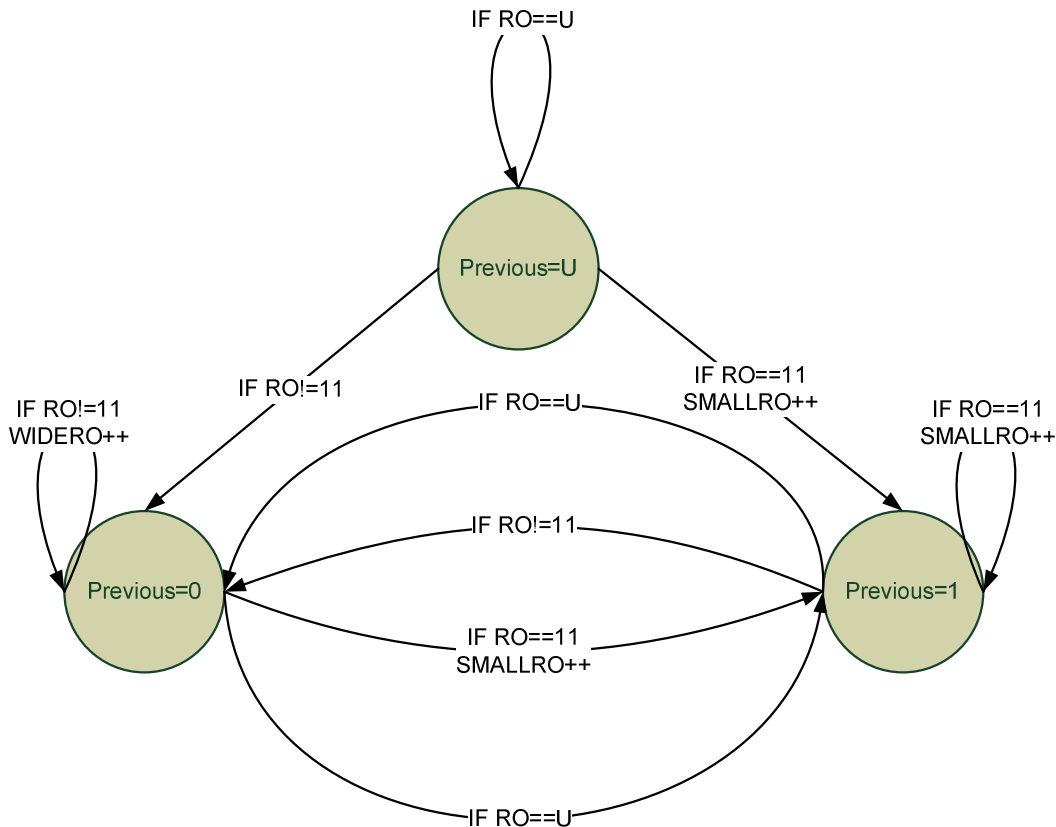 IF RO==U
Previous=U
IF RO!=11
IF RO==11
SMALLRO++
IF RO!=11
WIDERO++
IF RO==U
IF RO==11
SMALLRO++
IF RO!=11
Previous=0
Previous=1
IF RO==11
SMALLRO++
IF RO==U